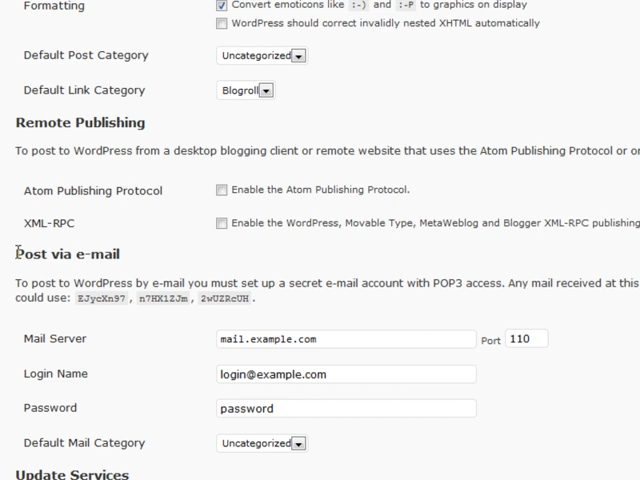 Formatting
Convert emoticons like :-) and :-P to graphics on display
WordPress should correct invalidly nested XHTML automatically
Default Post Category Uncategorized
Default Link Category Blogroll
Remote Publishing
To post to WordPress from a desktop blogging client or remote website that uses the Atom Publishing Protocol or or
Atom Publishing Protocol Enable the Atom Publishing Protocol.
XML-RPC Enable the WordPress, Movable Type, MetaWeblog and Blogger XML-RPC publishing
Post via e-mail
To post to WordPress by e-mail you must set up a secret e-mail account with POP3 access. Any mail received at this
could use: EJycXn97 , n7HX1ZJm , 2wUZRcUH .
Mail Server mail.example.com Port 110
Login Name login@example.com
Password password
Default Mail Category Uncategorized
Update Services